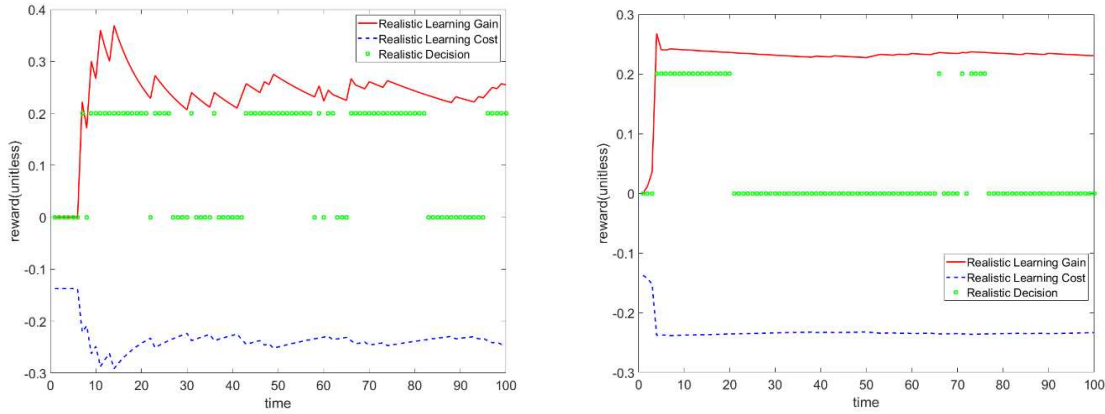 0.4
0.3
0.2
0.1
0
-0.1
-0.2
-0.3
0 10 20 30 40 50 60 70 80 90 100
time
reward(unitless)
Realistic Learning Gain
Realistic Learning Cost
Realistic Decision
0.3
0.2
0.1
0
-0.1
-0.2
-0.3
0 10 20 30 40 50 60 70 80 90 100
time
reward(unitless)
Realistic Learning Gain
Realistic Learning Cost
Realistic Decision